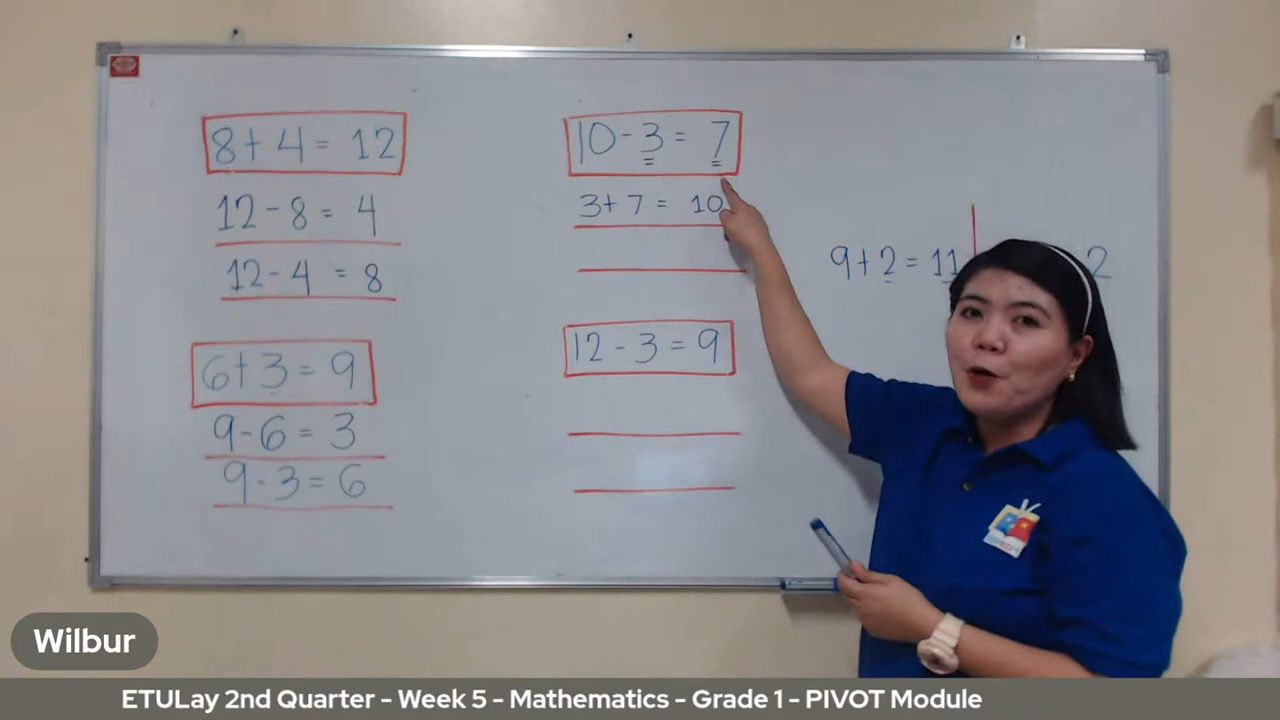 8 + 4 = 12
12 - 8 = 4
12 - 4 = 8
6 + 3 = 9
9 - 6 = 3
9 - 3 = 6
10 - 3 = 7
3 + 7 = 10
12 - 3 = 9
9 + 2 = 11
2
Wilbur
ETULay 2nd Quarter - Week 5 - Mathematics - Grade 1 - PIVOT Module